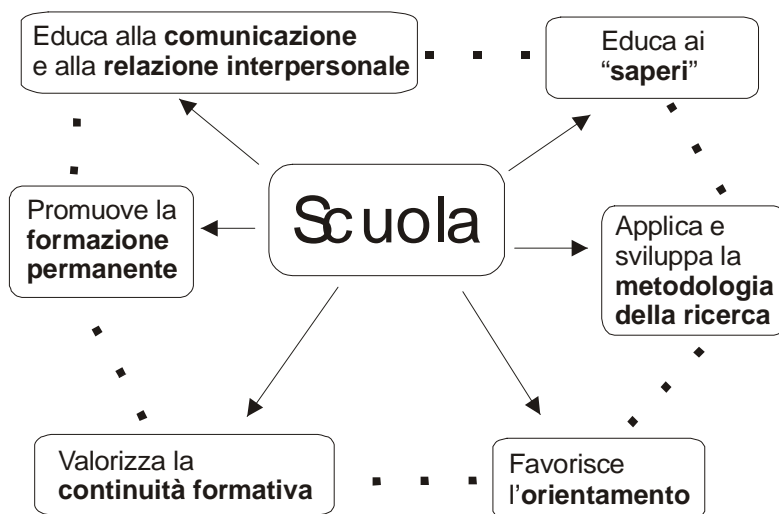 Educa alla comunicazione
e alla relazione interpersonale
Educa ai
“saperi”
Scuola
Promuove la
formazione
permanente
Applica e
sviluppa la
metodologia
della ricerca
Valorizza la
continuità formativa
Favorisce
l’orientamento